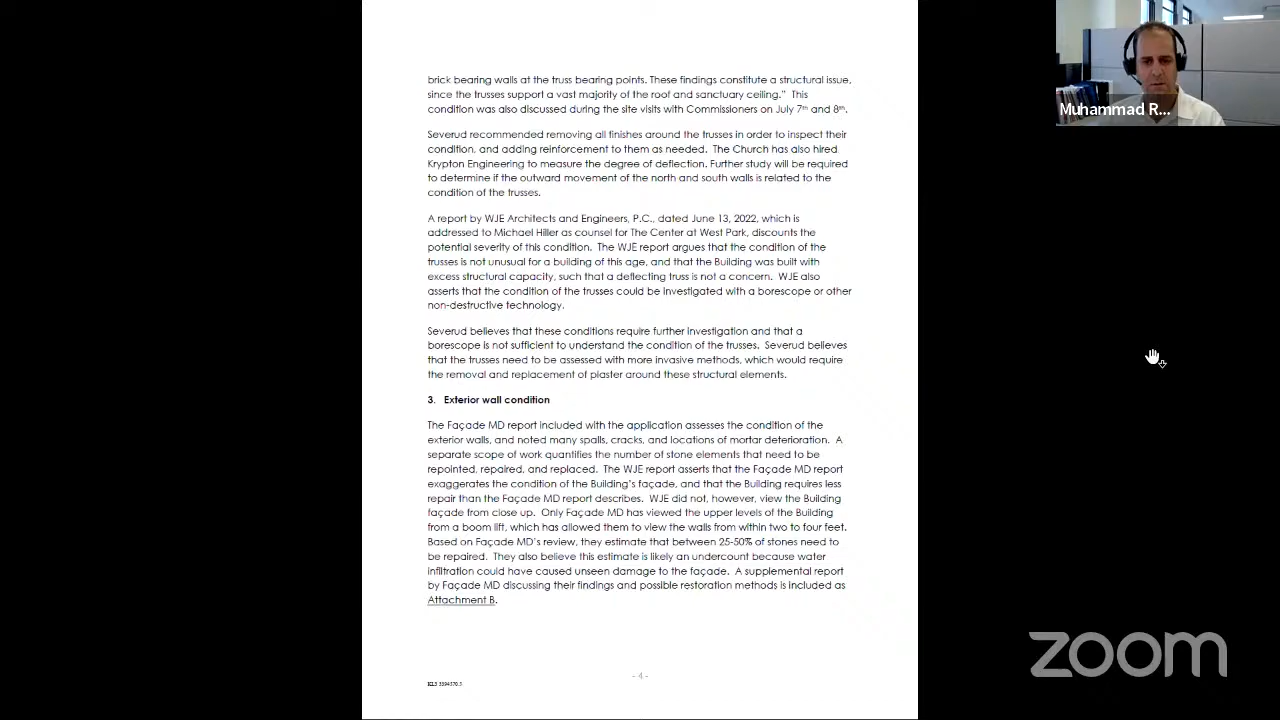 brick bearing walls at the truss bearing points. These findings constitute a structural issue,
since the trusses support a vast majority of the roof and sanctuary ceiling." This
condition was also discussed during the site visits with Commissioners on July 7th and 8th.
Severud recommended removing all finishes around the trusses in order to inspect their
condition, and adding reinforcement to them as needed. The Church has also hired
Krypton Engineering to measure the degree of deflection. Further study will be required
to determine if the outward movement of the north and south walls is related to the
condition of the trusses.
A report by WJE Architects and Engineers, P.C., dated June 13, 2022, which is
addressed to Michael Hiller as counsel for The Center at West Park, discounts the
potential severity of this condition. The WJE report argues that the condition of the
trusses is not unusual for a building of this age, and that the Building was built with
excess structural capacity, such that a deflecting truss is not a concern. WJE also
asserts that the condition of the trusses could be investigated with a borescope or other
non-destructive technology.
Severud believes that these conditions require further investigation and that a
borescope is not sufficient to understand the condition of the trusses. Severud believes
that the trusses need to be assessed with more invasive methods, which would require
the removal and replacement of plaster around these structural elements.
3. Exterior wall condition
The Façade MD report included with the application assesses the condition of the
exterior walls, and noted many spalls, cracks, and locations of mortar deterioration. A
separate scope of work quantifies the number of stone elements that need to be
repointed, repaired, and replaced. The WJE report asserts that the Façade MD report
exaggerates the condition of the Building's façade, and that the Building requires less
repair than the Façade MD report describes. WJE did not, however, view the Building
façade from close up. Only Façade MD has viewed the upper levels of the Building
from a boom lift, which has allowed them to view the walls from within two to four feet.
Based on Façade MD's review, they estimate that between 25-50% of stones need to
be repaired. They also believe this estimate is likely an undercount because water
infiltration could have caused unseen damage to the façade. A supplemental report
by Façade MD discussing their findings and possible restoration methods is included as
Attachment B.
- 4 -
KL3 3394370.3
Muhammad R...
zoom